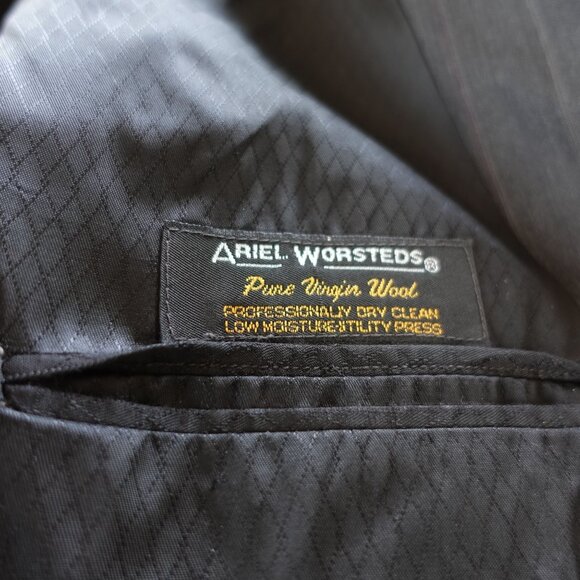 ARIEL WORSTEDS®
Pure Virgin Wool
PROFESSIONALLY DRY CLEAN
LOW MOISTURE-UTILITY PRESS